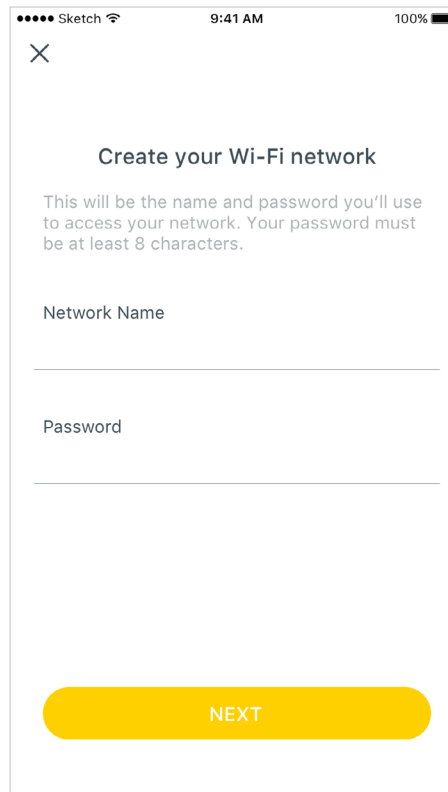 Sketch 9:41 AM 100%
Create your Wi-Fi network
This will be the name and password you'll use
to access your network. Your password must
be at least 8 characters.
Network Name
Password
NEXT